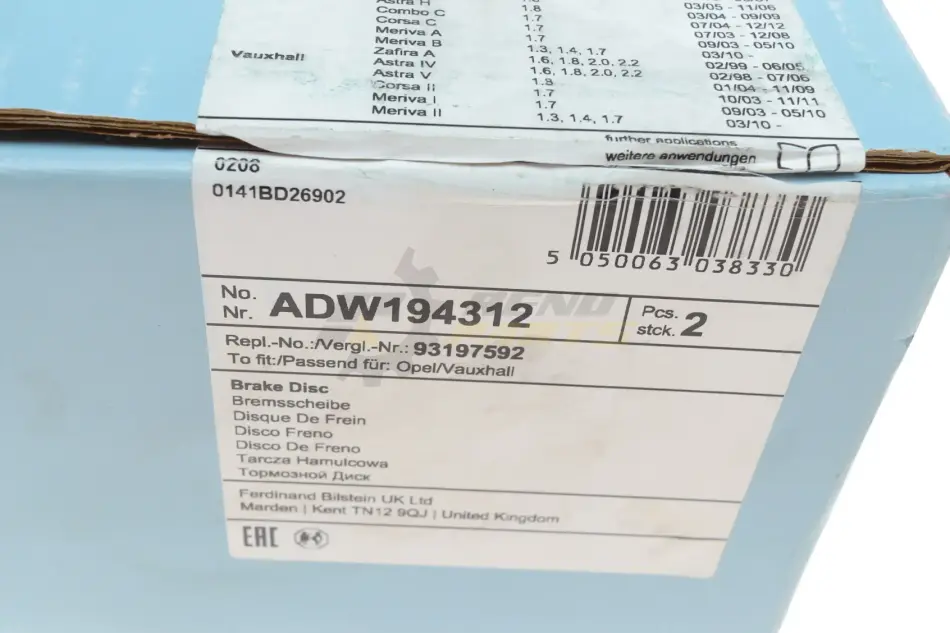 Astra H 1.8
Combo C 1.7 03/05 - 11/06
Corsa C 1.7 03/04 - 09/09
Meriva A 1.7 07/04 - 12/12
Meriva B 1.3, 1.4, 1.7 07/03 - 12/08
Vauxhall Zafira A 1.6, 1.8, 2.0, 2.2 09/03 - 05/10
Astra IV 1.6, 1.8, 2.0, 2.2 03/10 -
Astra V 1.8 02/99 - 06/05
Corsa II 1.7 02/98 - 07/06
Meriva I 1.7 01/04 - 11/09
Meriva II 1.3, 1.4, 1.7 10/03 - 11/11
09/03 - 05/10
03/10 -
further applications
weitere anwendungen
0206
0141BD26902
5 050063 038330
No.
Nr. ADW194312
Pcs.
stck. 2
Repl.-No.:/Vergl.-Nr.: 93197592
To fit:/Passend für: Opel/Vauxhall
Brake Disc
Bremsscheibe
Disque De Frein
Disco Freno
Disco De Freno
Tarcza Hamulcowa
Тормозной Диск
Ferdinand Bilstein UK Ltd
Marden | Kent TN12 9QJ | United Kingdom
EAC